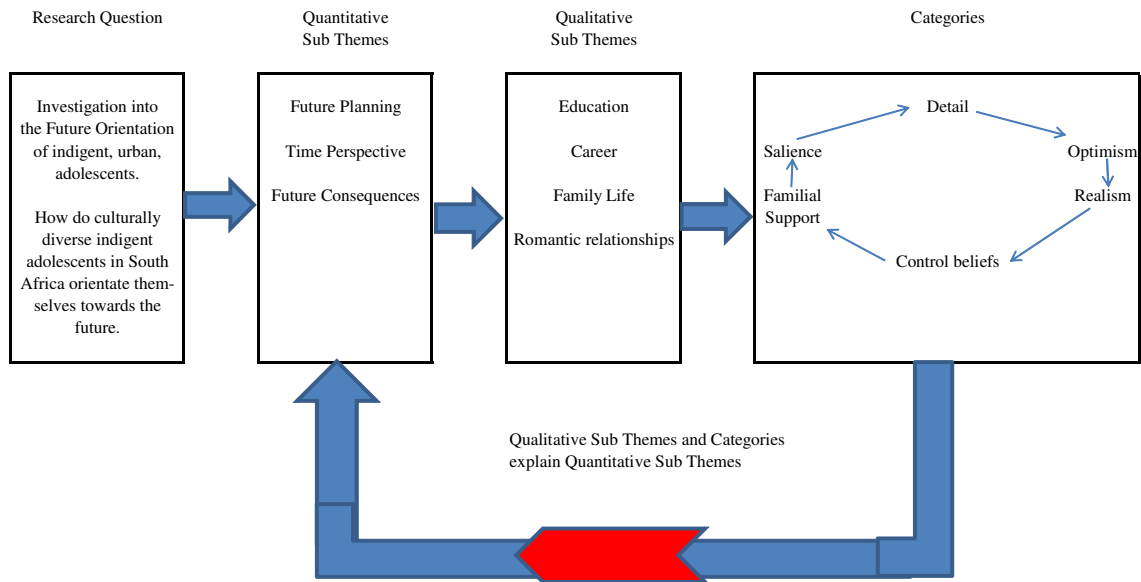 Research Question
Quantitative
Sub Themes
Qualitative
Sub Themes
Categories
Investigation into
the Future Orientation
of indigent, urban,
adolescents.
How do culturally
diverse indigent
adolescents in South
Africa orientate them-
selves towards the
future.
Future Planning
Time Perspective
Future Consequences
Education
Career
Family Life
Romantic relationships
Detail
Salience
Optimism
Familial
Support
Realism
Control beliefs
Qualitative Sub Themes and Categories
explain Quantitative Sub Themes